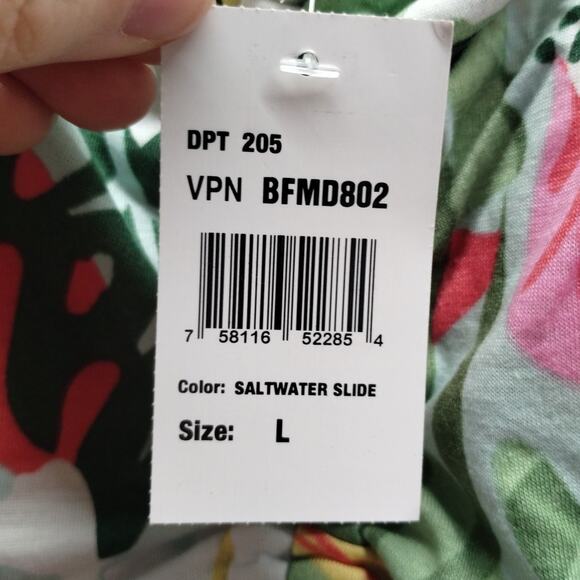 DPT 205
VPN BFMD802
7 58116 52285 4
Color: SALTWATER SLIDE
Size: L